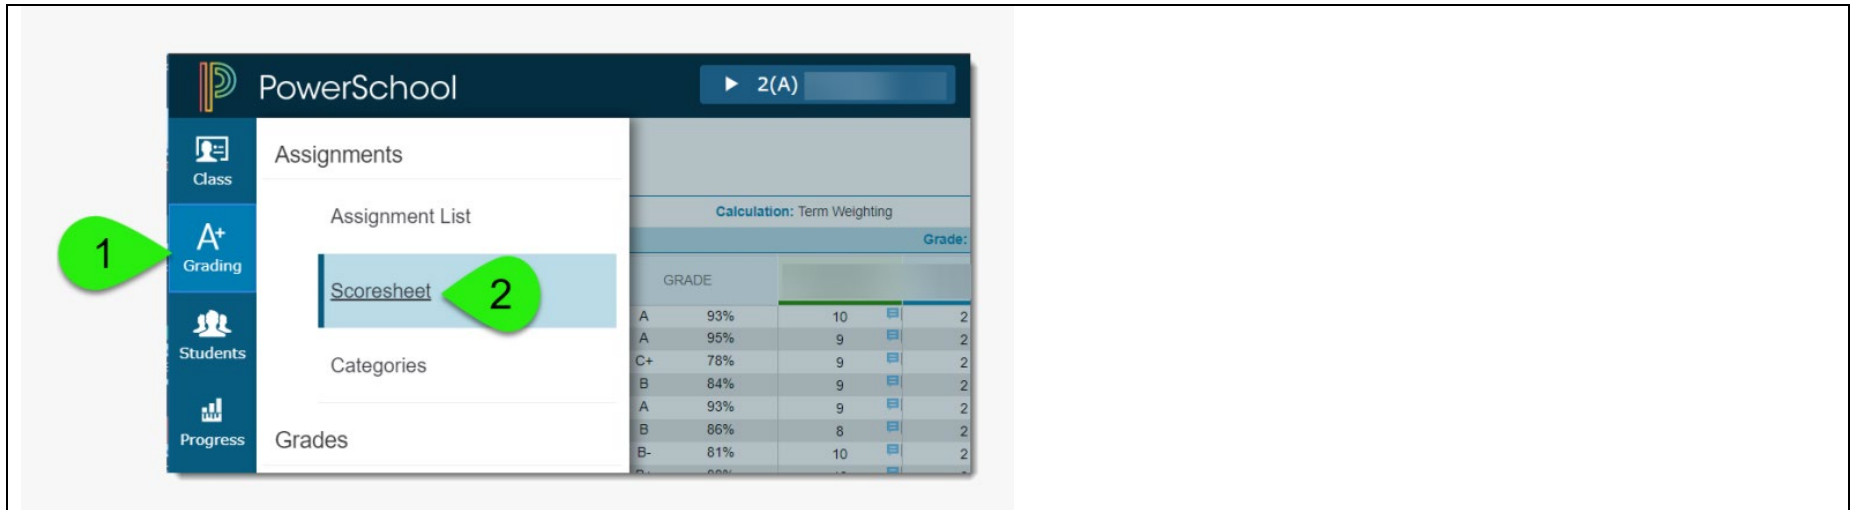 PowerSchool
2(A)
Class
Assignments
Assignment List
Calculation: Term Weighting
1
A+
Grading
Grade:
Scoresheet
2
GRADE
A 93% 10 2
A 95% 9 2
C+ 78% 9 2
B 84% 9 2
A 93% 9 2
B 86% 8 2
B- 81% 10 2
Students
Categories
Progress
Grades